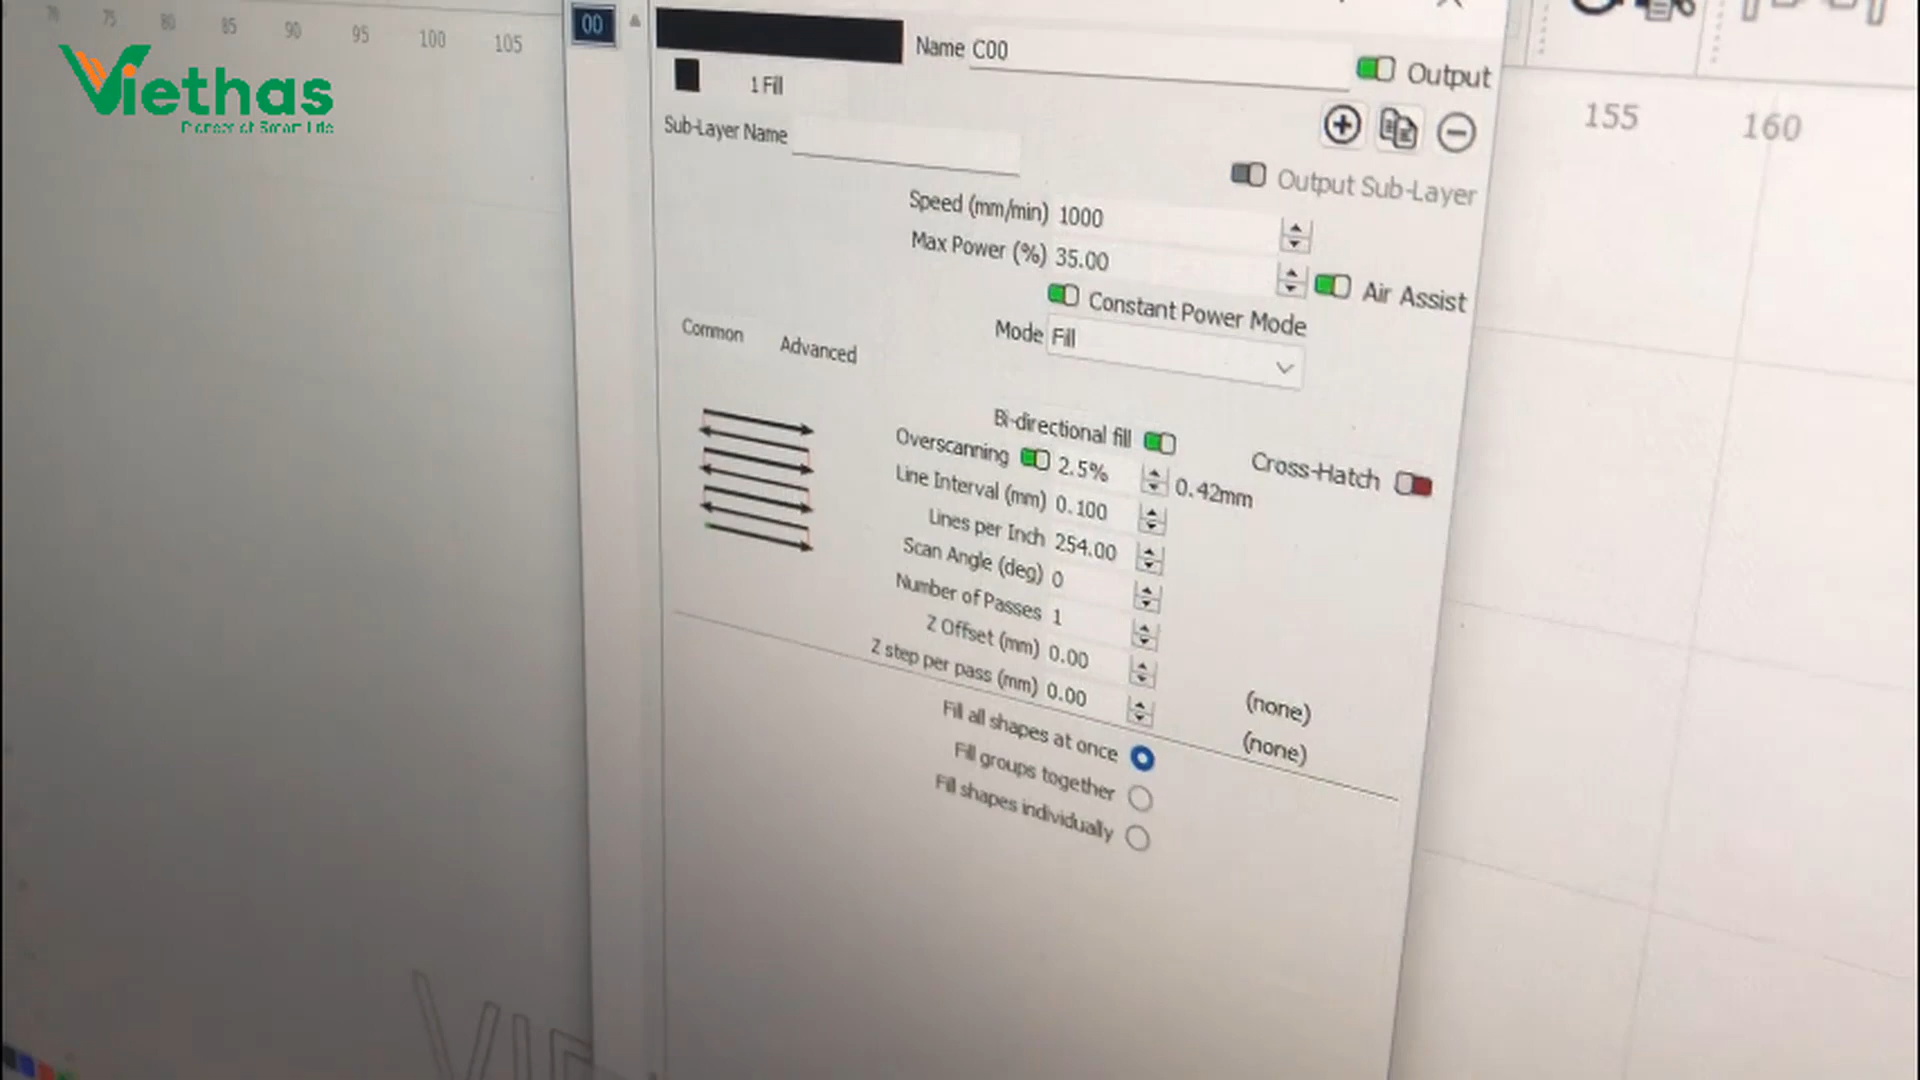 75 80 85 90 95 100 105
00
Viethas
Pioneer of Smart Life
Name C00
Output
1 Fill
Sub-Layer Name
Output Sub-Layer
155 160
Speed (mm/min) 1000
Max Power (%) 35.00
Air Assist
Constant Power Mode
Mode Fill
Common Advanced
Bi-directional fill
Overscanning 2.5% 0.42mm
Cross-Hatch
Line Interval (mm) 0.100
Lines per Inch 254.00
Scan Angle (deg) 0
Number of Passes 1
Z Offset (mm) 0.00
(none)
Z step per pass (mm) 0.00
(none)
Fill all shapes at once
Fill groups together
Fill shapes individually